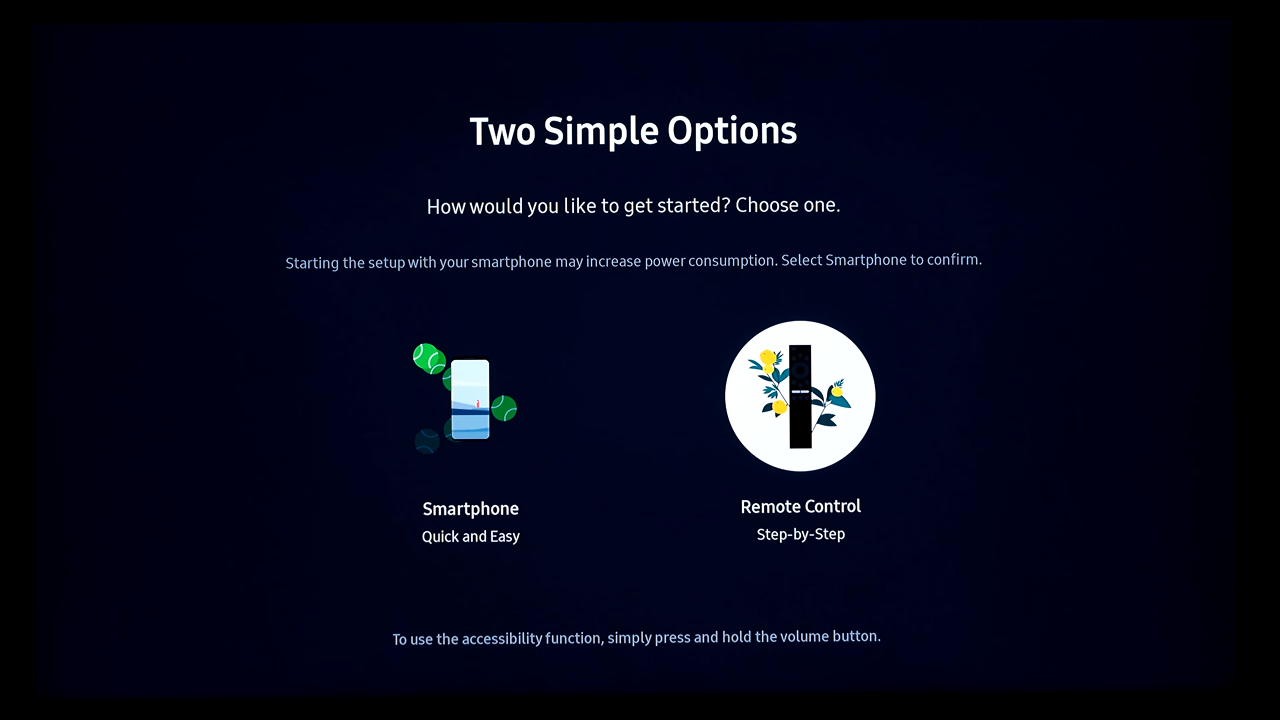 Two Simple Options
How would you like to get started? Choose one.
Starting the setup with your smartphone may increase power consumption. Select Smartphone to confirm.
Smartphone
Quick and Easy
Remote Control
Step-by-Step
To use the accessibility function, simply press and hold the volume button.